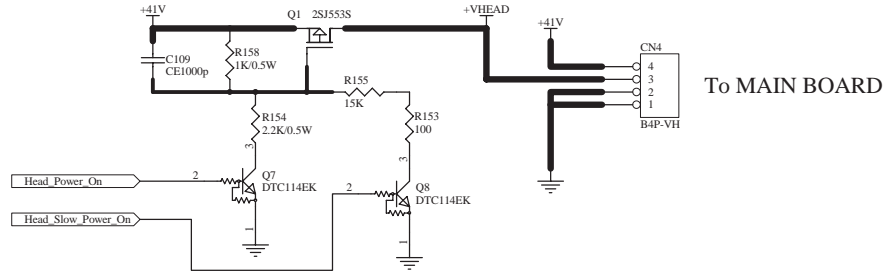 +41V
Q1
2SJ553S
+VHEAD
+41V
C109
CE1000p
R158
1K/0.5W
CN4
4
3
2
1
B4P-VH
To MAIN BOARD
R155
15K
R154
2.2K/0.5W
R153
100
3
Head_Power_On
2
Q7
DTC114EK
1
3
2
Q8
DTC114EK
1
Head_Slow_Power_On